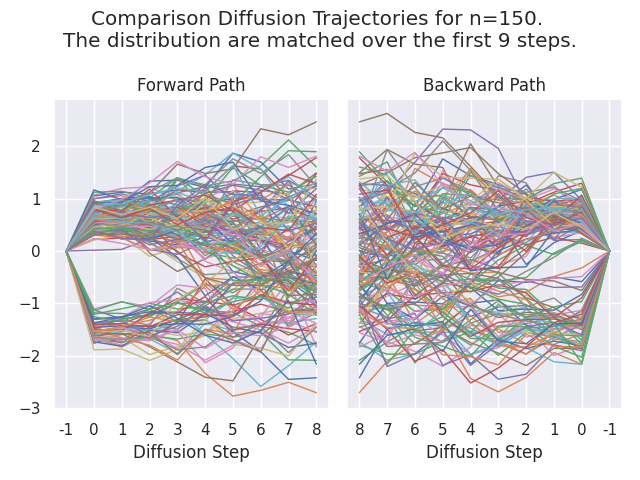 Comparison Diffusion Trajectories for n=150.
The distribution are matched over the first 9 steps.
Forward Path
Backward Path
2
1
0
−1
−2
−3
-1 0 1 2 3 4 5 6 7 8
8 7 6 5 4 3 2 1 0 -1
Diffusion Step
Diffusion Step